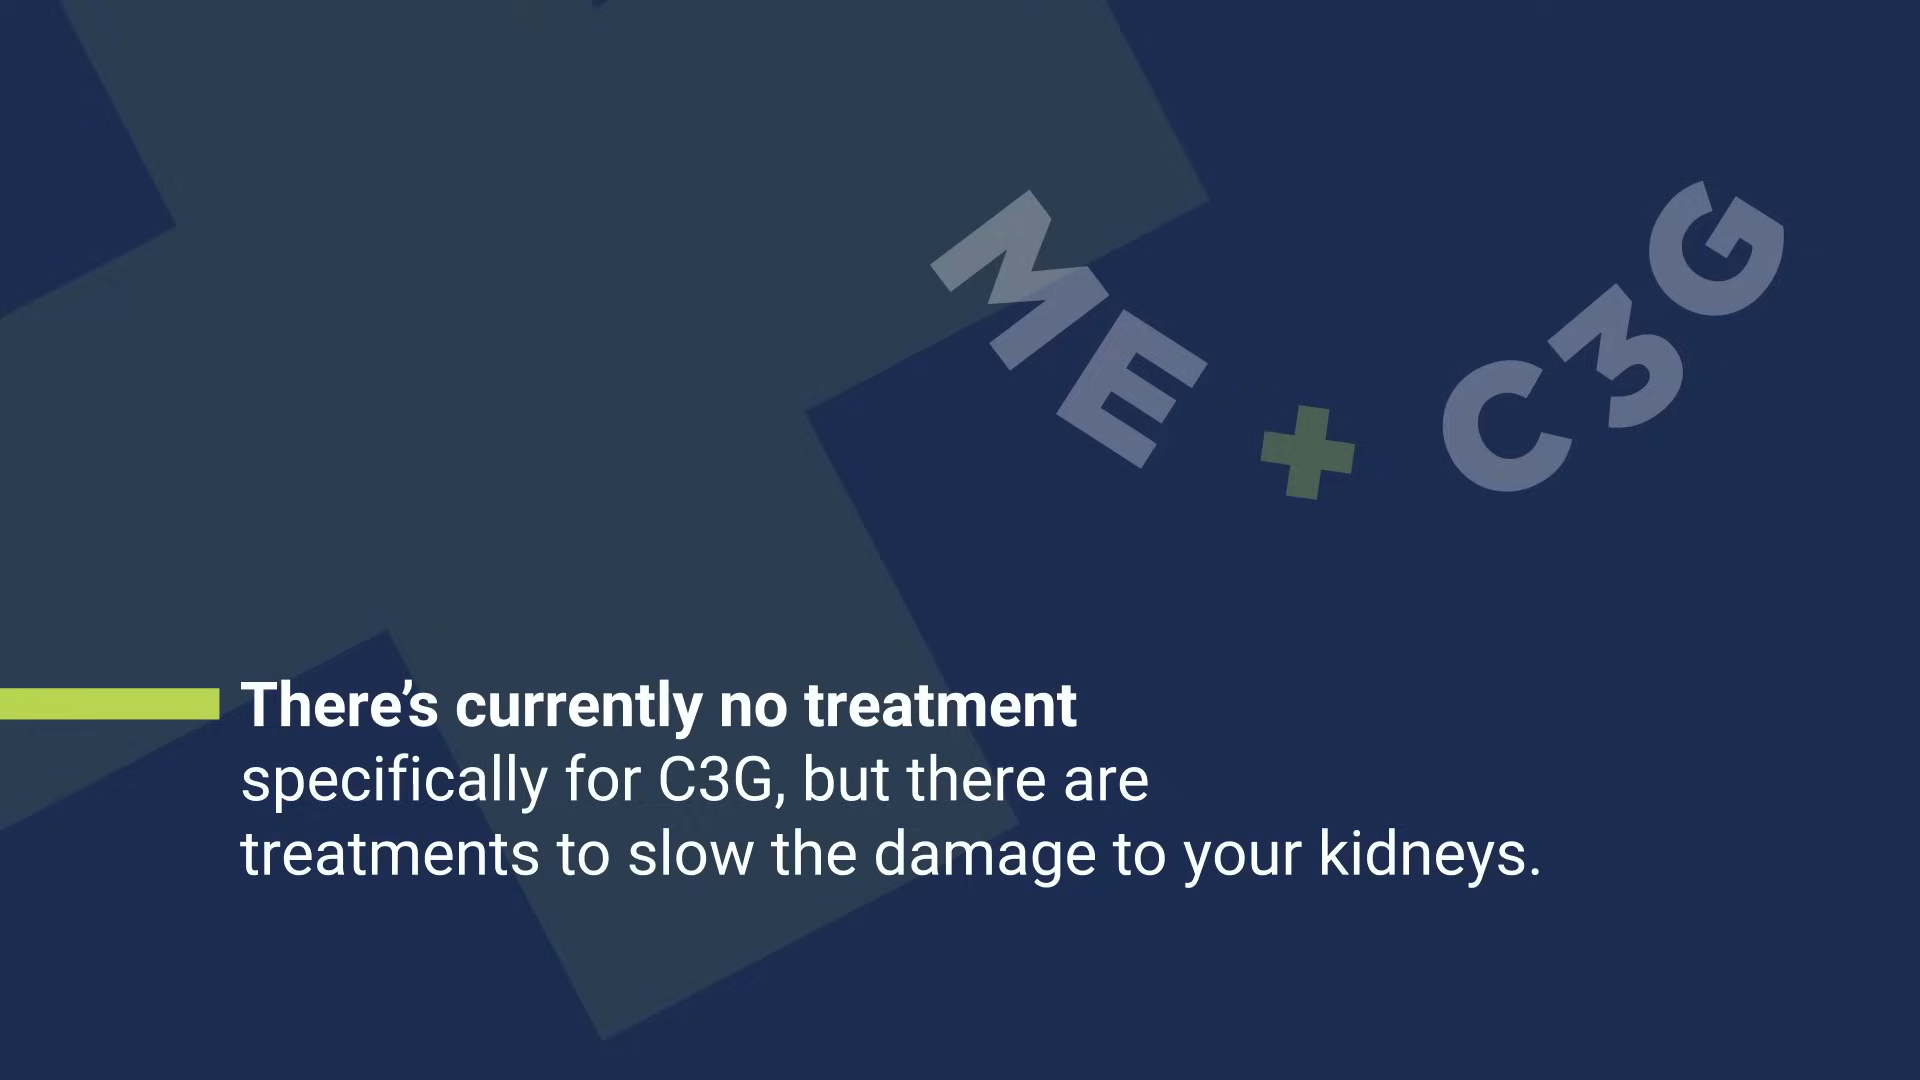 ME + C3G
There’s currently no treatment
specifically for C3G, but there are
treatments to slow the damage to your kidneys.